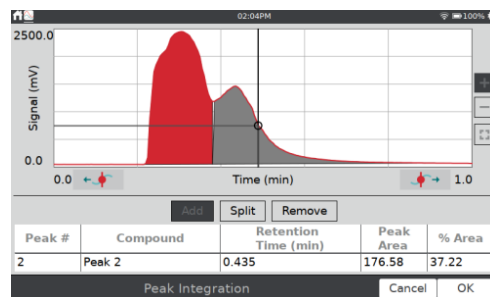 02:04PM 100%
2500.0
Signal (mV)
0.0
0.0 Time (min) 1.0
Add Split Remove
Peak # Compound Retention Time (min) Peak Area % Area
2 Peak 2 0.435 176.58 37.22
Peak Integration Cancel OK